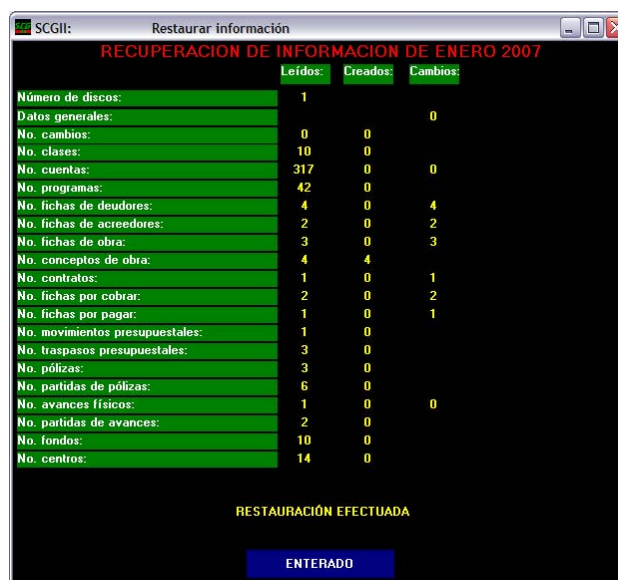 SCGII: Restaurar información
RECUPERACION DE INFORMACION DE ENERO 2007
Leídos: Creados: Cambios:
Número de discos: 1
Datos generales: 0
No. cambios: 0 0
No. clases: 10 0
No. cuentas: 317 0 0
No. programas: 42 0
No. fichas de deudores: 4 0 4
No. fichas de acreedores: 2 0 2
No. fichas de obra: 3 0 3
No. conceptos de obra: 4 4
No. contratos: 1 0 1
No. fichas por cobrar: 2 0 2
No. fichas por pagar: 1 0 1
No. movimientos presupuestales: 1 0
No. traspasos presupuestales: 3 0
No. pólizas: 3 0
No. partidas de pólizas: 6 0
No. avances físicos: 1 0 0
No. partidas de avances: 2 0
No. fondos: 10 0
No. centros: 14 0
RESTAURACIÓN EFECTUADA
ENTERADO